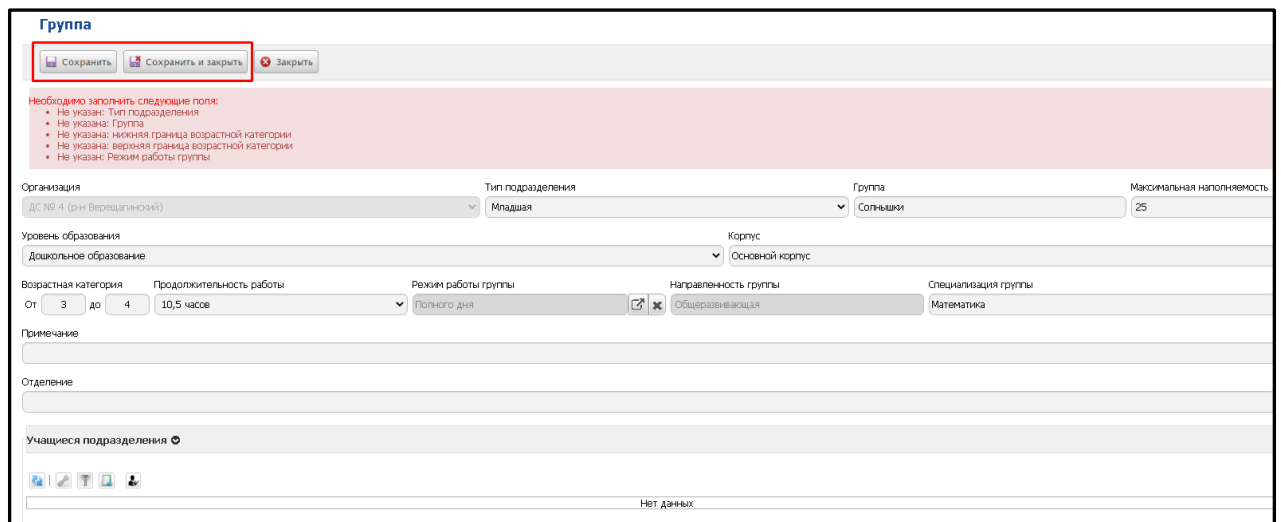 Группа
Сохранить Сохранить и закрыть Закрыть
Необходимо заполнить следующие поля:
• Не указан: Тип подразделения
• Не указана: Группа
• Не указана: нижняя граница возрастной категории
• Не указана: верхняя граница возрастной категории
• Не указан: Режим работы группы
Организация Тип подразделения Группа Максимальная наполняемость
ДС № 4 (р-н Верещагинский) Младшая Солнышки 25
Уровень образования Корпус
Дошкольное образование Основной корпус
Возрастная категория Продолжительность работы Режим работы группы Направленность группы Специализация группы
От 3 до 4 10,5 часов Полного дня Общеразвивающая Математика
Примечание
Отделение
Учащиеся подразделения
Нет данных